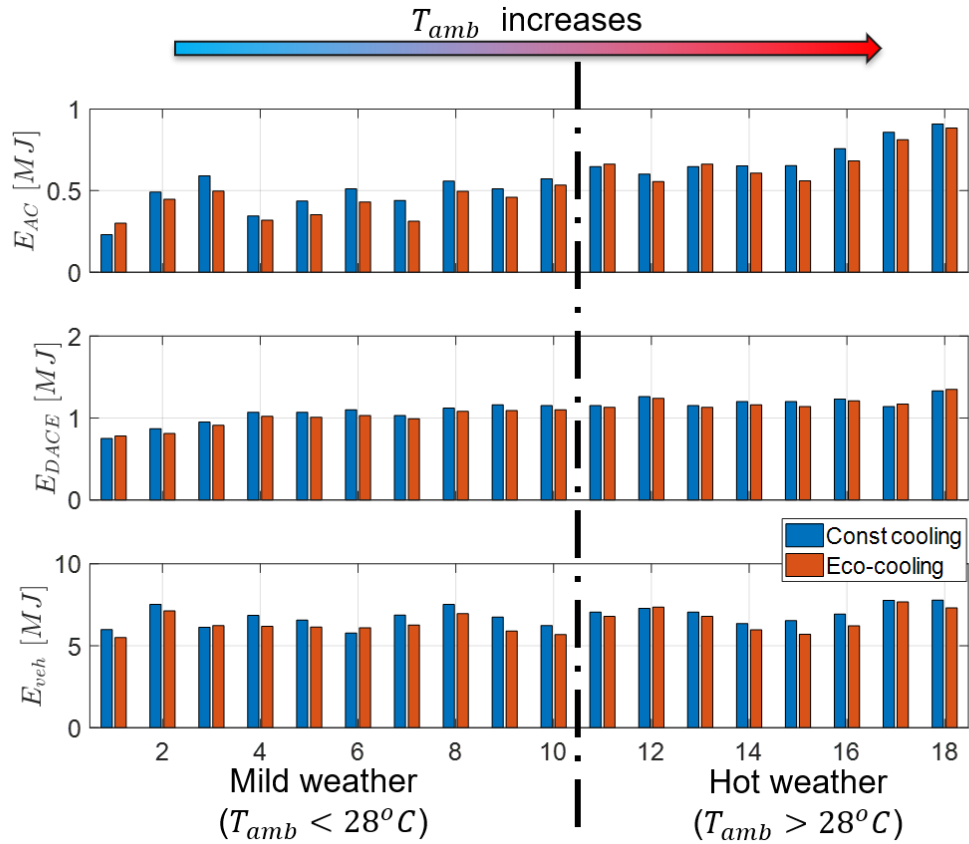 T_amb increases
1
0.5
0
E_AC [MJ]
2
1
0
E_DACE [MJ]
Const cooling
Eco-cooling
10
5
0
E_veh [MJ]
2 4 6 8 10 12 14 16 18
Mild weather
(T_amb < 28°C)
Hot weather
(T_amb > 28°C)